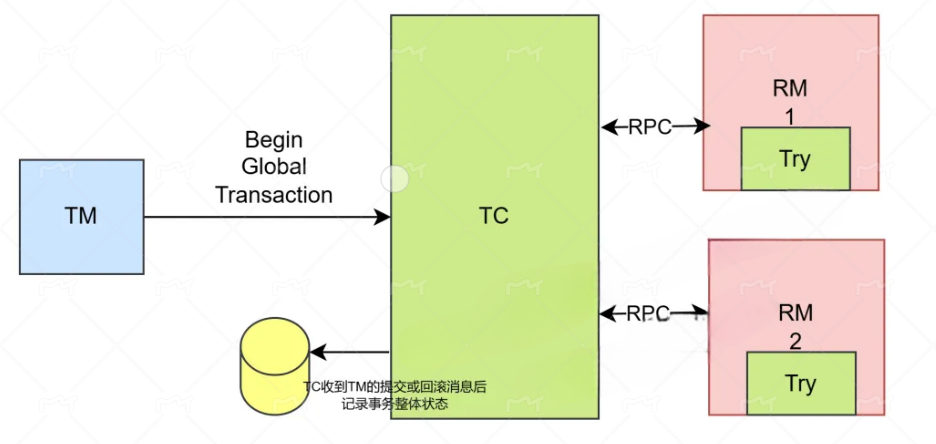 TM
Begin
Global
Transaction
TC
RPC
RM
1
Try
RPC
RM
2
Try
TC收到TM的提交或回滚消息后
记录事务整体状态